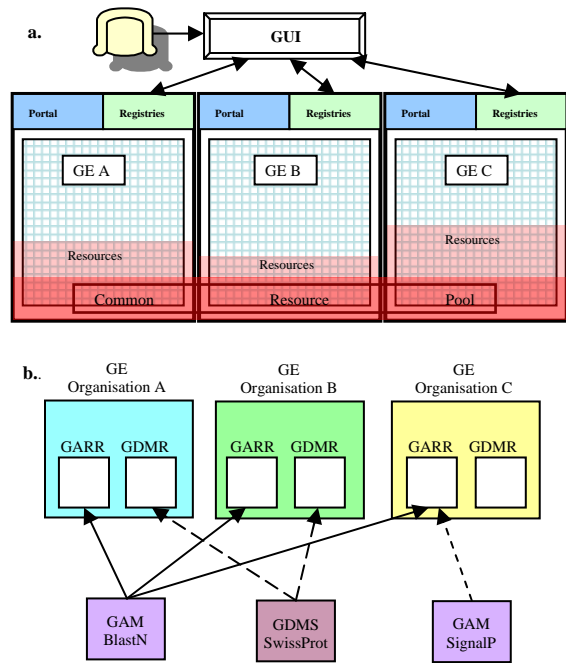 a.
GUI
Portal Registries Portal Registries Portal Registries
GE A GE B GE C
Resources Resources Resources
Common Resource Pool
b..
GE GE GE
Organisation A Organisation B Organisation C
GARR GDMR GARR GDMR GARR GDMR
GAM GDMS GAM
BlastN SwissProt SignalP